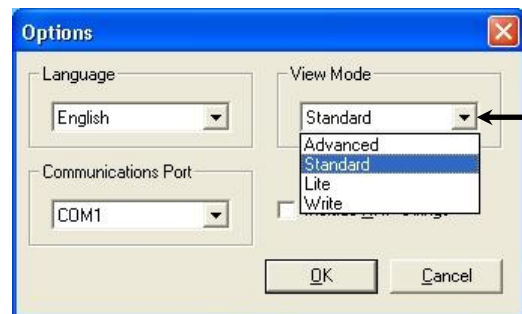 Options
Language
English
View Mode
Standard
Advanced
Standard
Lite
Write
Communications Port
COM1
OK
Cancel